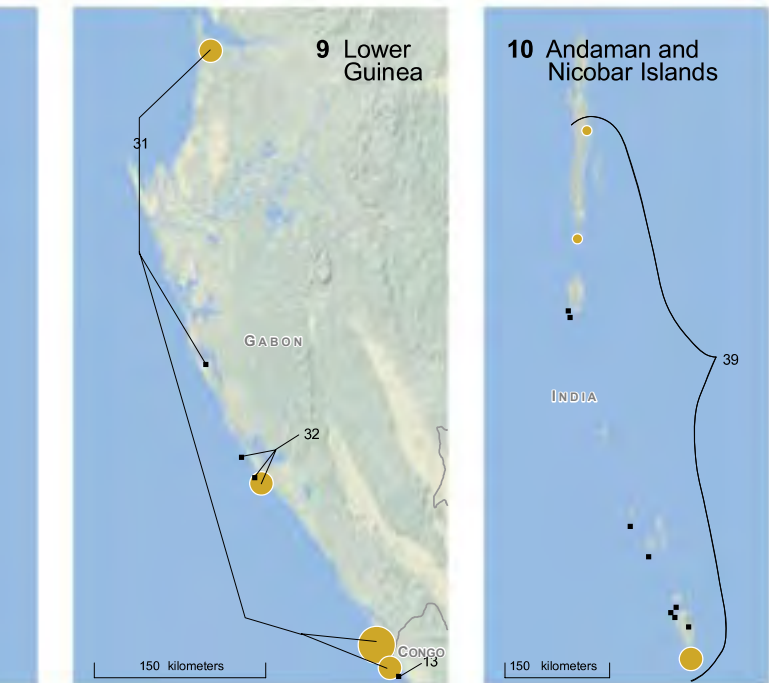 9 Lower
Guinea
31
GABON
32
CONGO
13
150 kilometers
10 Andaman and
Nicobar Islands
39
INDIA
150 kilometers